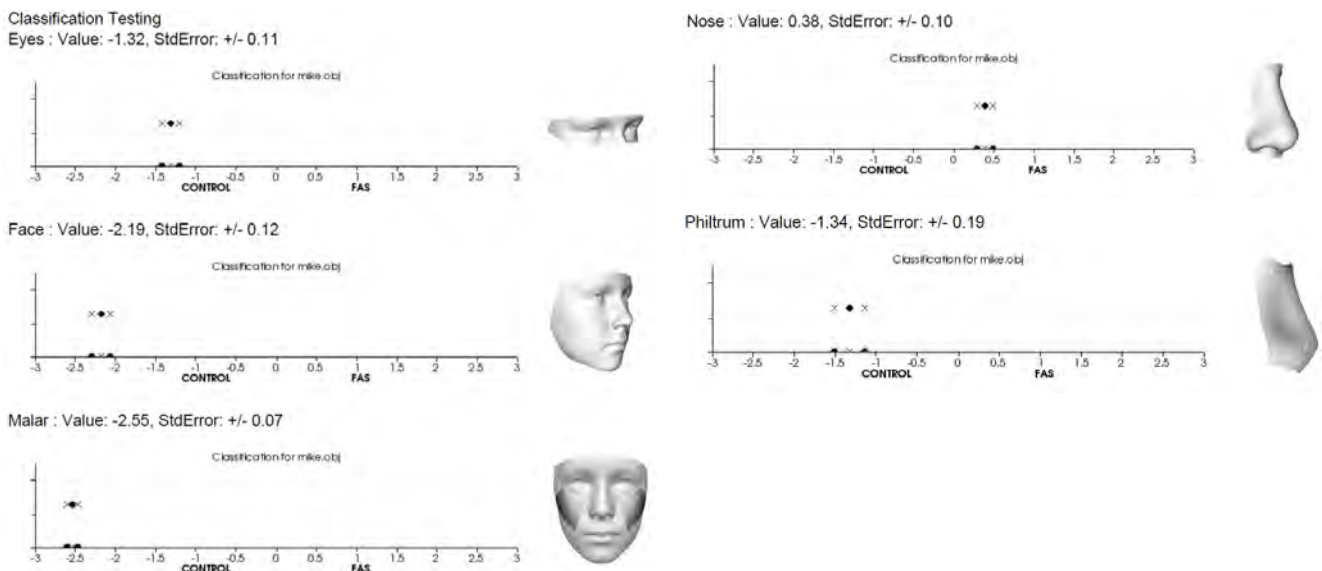 Classification Testing
Eyes : Value: -1.32, StdError: +/- 0.11
Classification for mike.obj
-3 -2.5 -2 -1.5 -1 -0.5 0 0.5 1 1.5 2 2.5 3
CONTROL FAS
Face : Value: -2.19, StdError: +/- 0.12
Classification for mike.obj
-3 -2.5 -2 -1.5 -1 -0.5 0 0.5 1 1.5 2 2.5 3
CONTROL FAS
Malar : Value: -2.55, StdError: +/- 0.07
Classification for mike.obj
-3 -2.5 -2 -1.5 -1 -0.5 0 0.5 1 1.5 2 2.5 3
CONTROL FAS
Nose : Value: 0.38, StdError: +/- 0.10
Classification for mike.obj
-3 -2.5 -2 -1.5 -1 -0.5 0 0.5 1 1.5 2 2.5 3
CONTROL FAS
Philtrum : Value: -1.34, StdError: +/- 0.19
Classification for mike.obj
-3 -2.5 -2 -1.5 -1 -0.5 0 0.5 1 1.5 2 2.5 3
CONTROL FAS